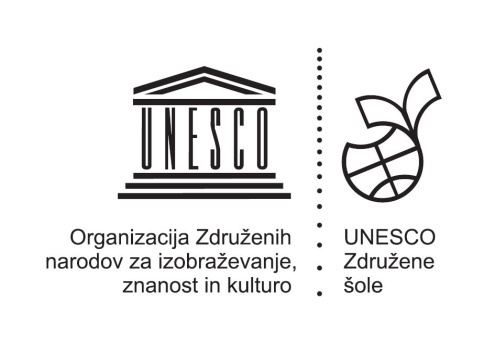 UNESCO
Organizacija Združenih
narodov za izobraževanje,
znanost in kulturo
UNESCO
Združene
šole